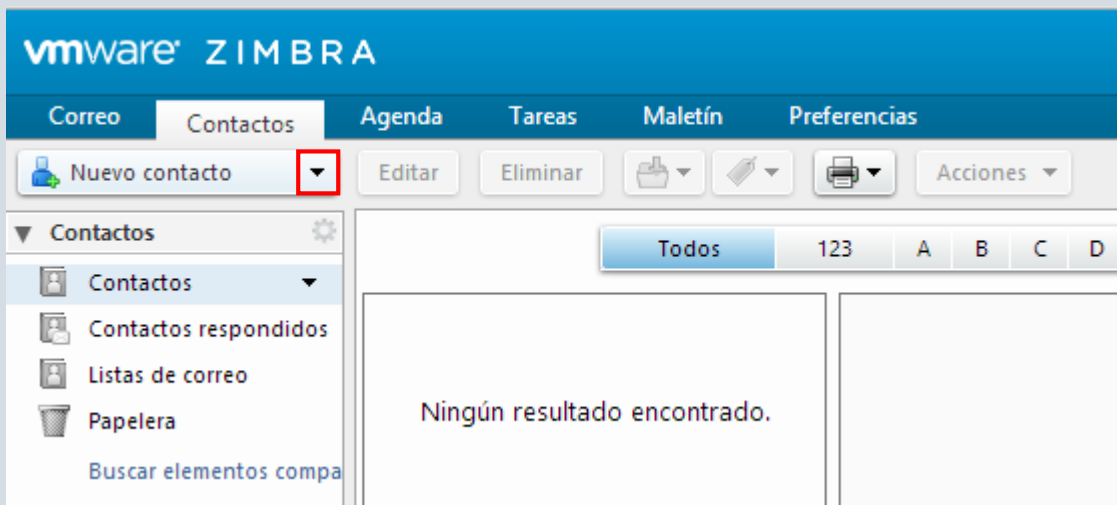 vmware ZIMBRA
Correo Contactos Agenda Tareas Maletín Preferencias
Nuevo contacto Editar Eliminar Acciones
Contactos
Todos 123 A B C D
Contactos
Contactos respondidos
Listas de correo
Papelera
Buscar elementos compa
Ningún resultado encontrado.